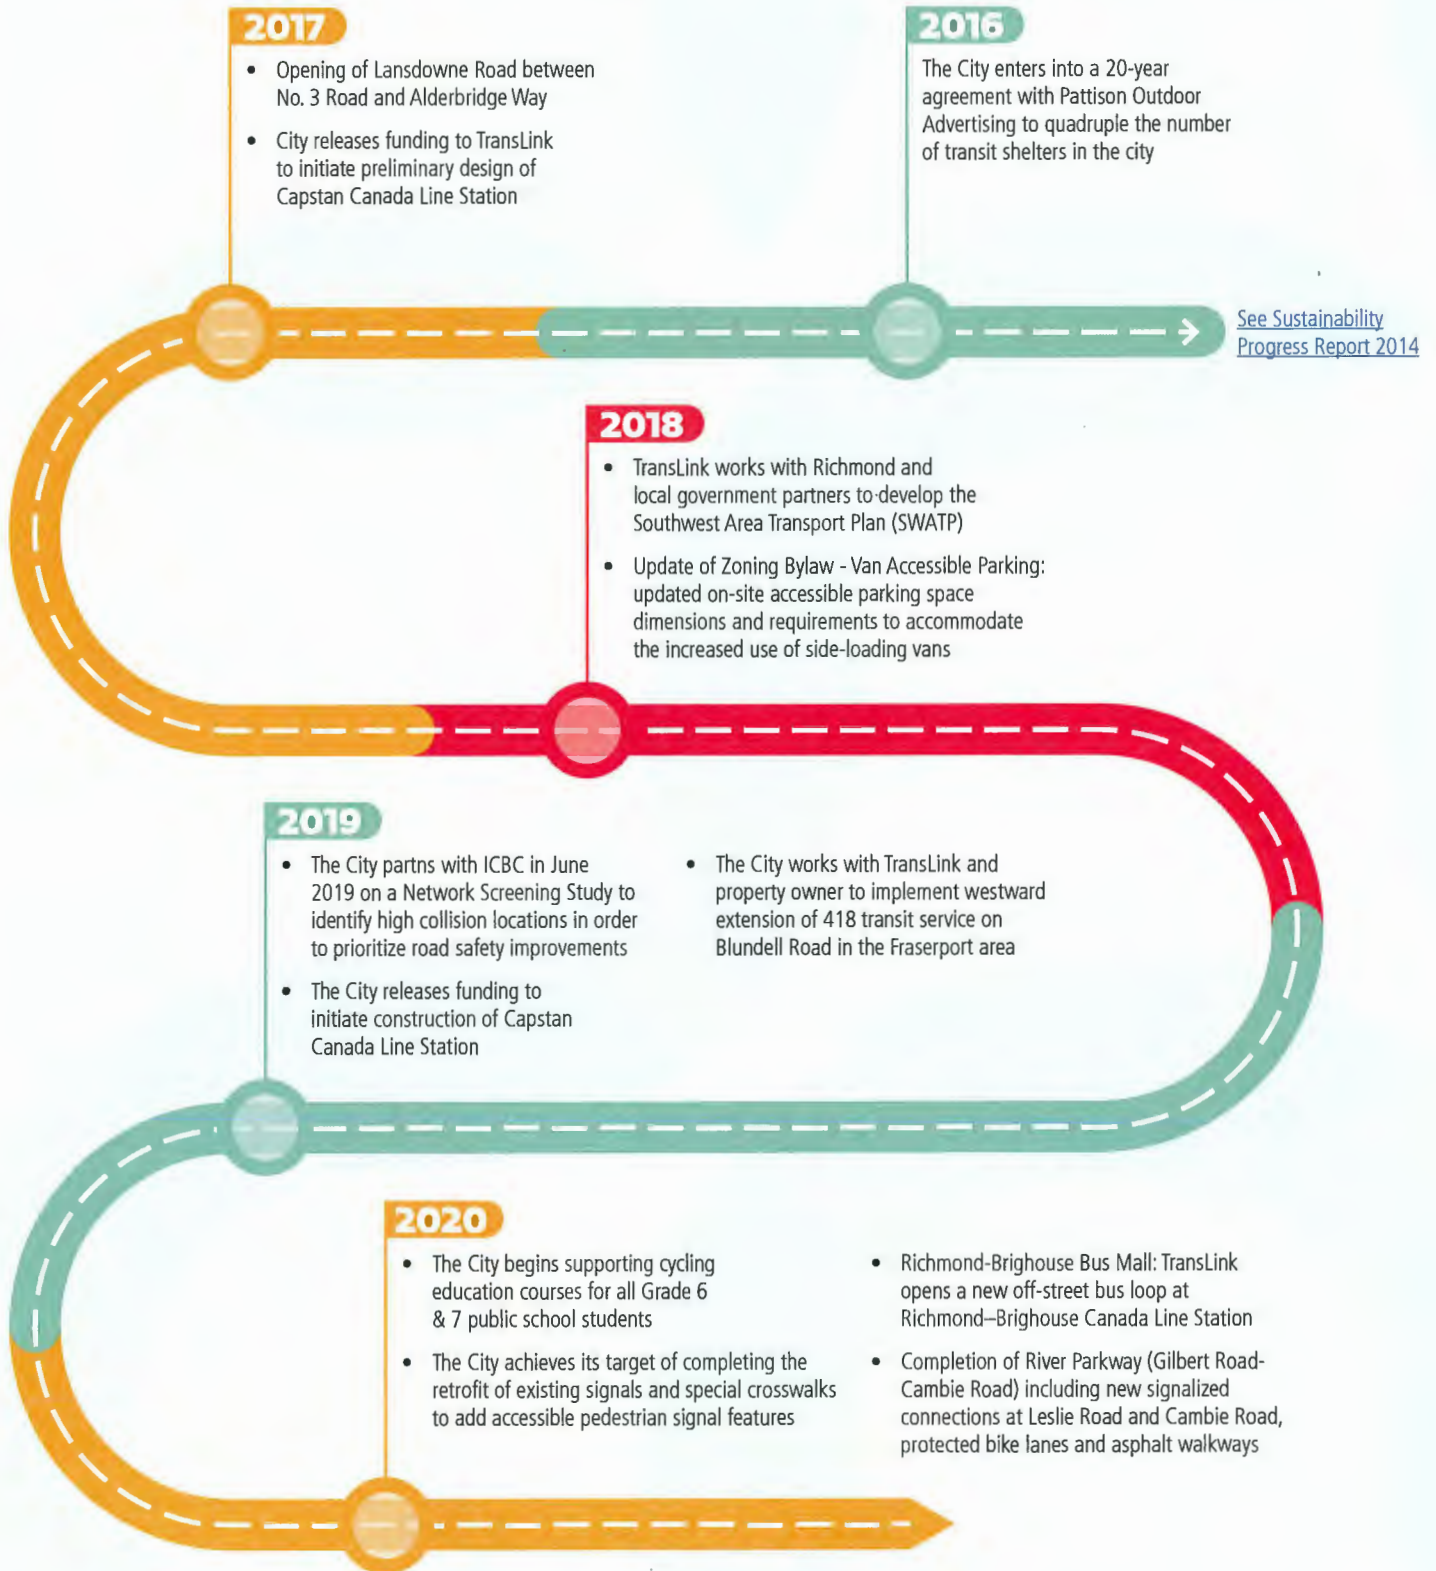 2017
• Opening of Lansdowne Road between
No. 3 Road and Alderbridge Way
• City releases funding to TransLink
to initiate preliminary design of
Capstan Canada Line Station
2016
The City enters into a 20-year
agreement with Pattison Outdoor
Advertising to quadruple the number
of transit shelters in the city
See Sustainability
Progress Report 2014
2018
• TransLink works with Richmond and
local government partners to develop the
Southwest Area Transport Plan (SWATP)
• Update of Zoning Bylaw - Van Accessible Parking:
updated on-site accessible parking space
dimensions and requirements to accommodate
the increased use of side-loading vans
2019
• The City partns with ICBC in June
2019 on a Network Screening Study to
identify high collision locations in order
to prioritize road safety improvements
• The City releases funding to
initiate construction of Capstan
Canada Line Station
• The City works with TransLink and
property owner to implement westward
extension of 418 transit service on
Blundell Road in the Fraserport area
2020
• The City begins supporting cycling
education courses for all Grade 6
& 7 public school students
• The City achieves its target of completing the
retrofit of existing signals and special crosswalks
to add accessible pedestrian signal features
• Richmond-Brighouse Bus Mall: TransLink
opens a new off-street bus loop at
Richmond–Brighouse Canada Line Station
• Completion of River Parkway (Gilbert Road-
Cambie Road) including new signalized
connections at Leslie Road and Cambie Road,
protected bike lanes and asphalt walkways